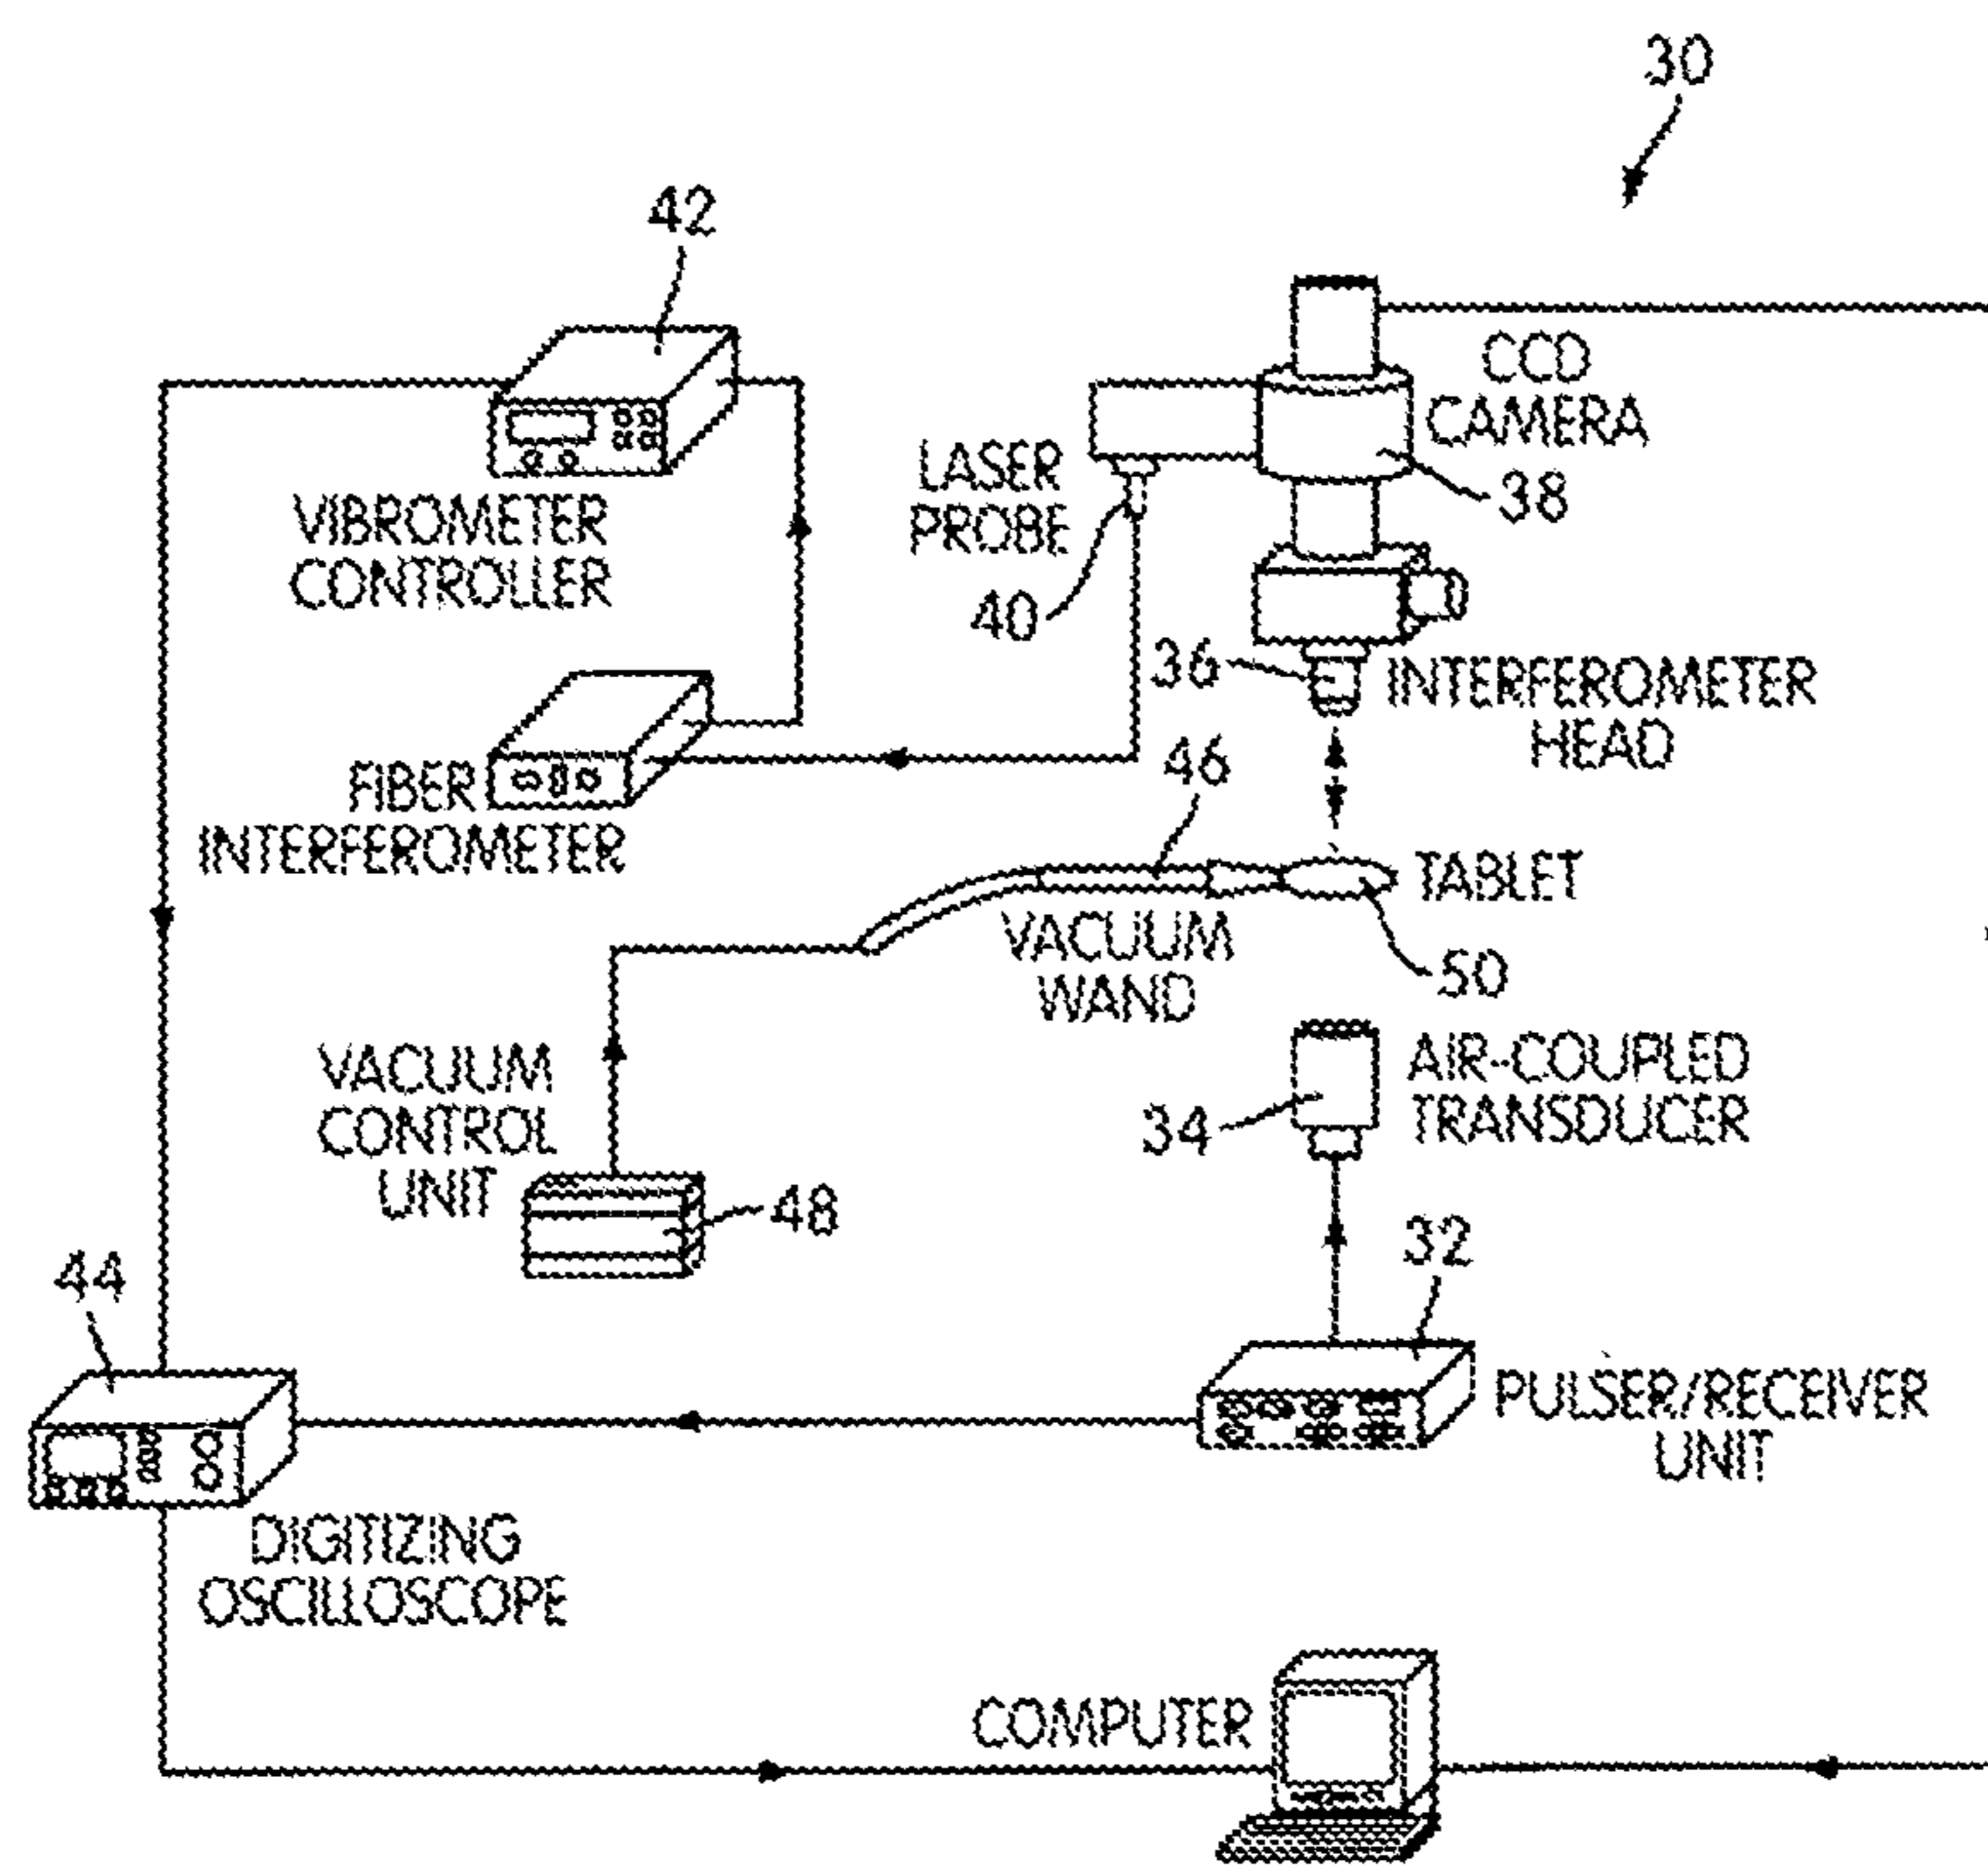 30
42
CCD
CAMERA
LASER
PROBE
38
VIBROMETER
CONTROLLER
40
36
INTERFEROMETER
HEAD
46
FIBER
INTERFEROMETER
TABLET
VACUUM
WAND
50
AIR-COUPLED
TRANSDUCER
34
VACUUM
CONTROL
UNIT
48
32
44
PULSER/RECEIVER
UNIT
DIGITIZING
OSCILLOSCOPE
COMPUTER